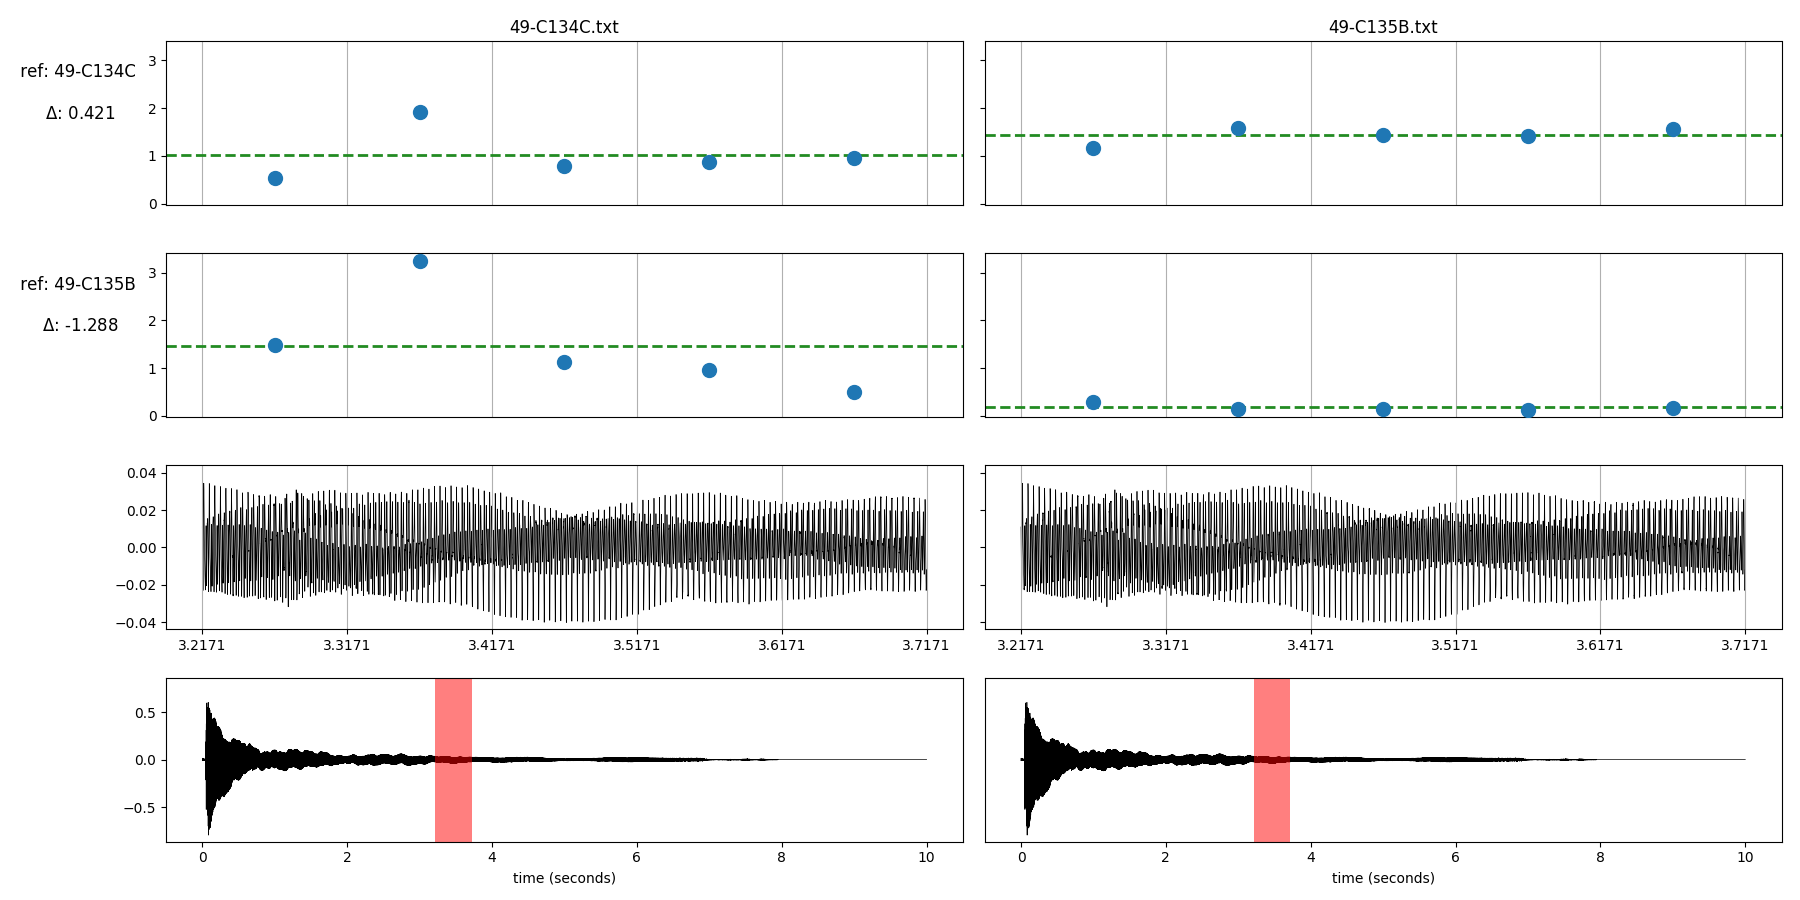 49-C134C.txt
49-C135B.txt
ref: 49-C134C
Δ: 0.421
3
2
1
0
ref: 49-C135B
Δ: -1.288
3
2
1
0
0.04
0.02
0.00
−0.02
−0.04
3.2171 3.3171 3.4171 3.5171 3.6171 3.7171
3.2171 3.3171 3.4171 3.5171 3.6171 3.7171
0.5
0.0
−0.5
0 2 4 6 8 10
0 2 4 6 8 10
time (seconds)
time (seconds)